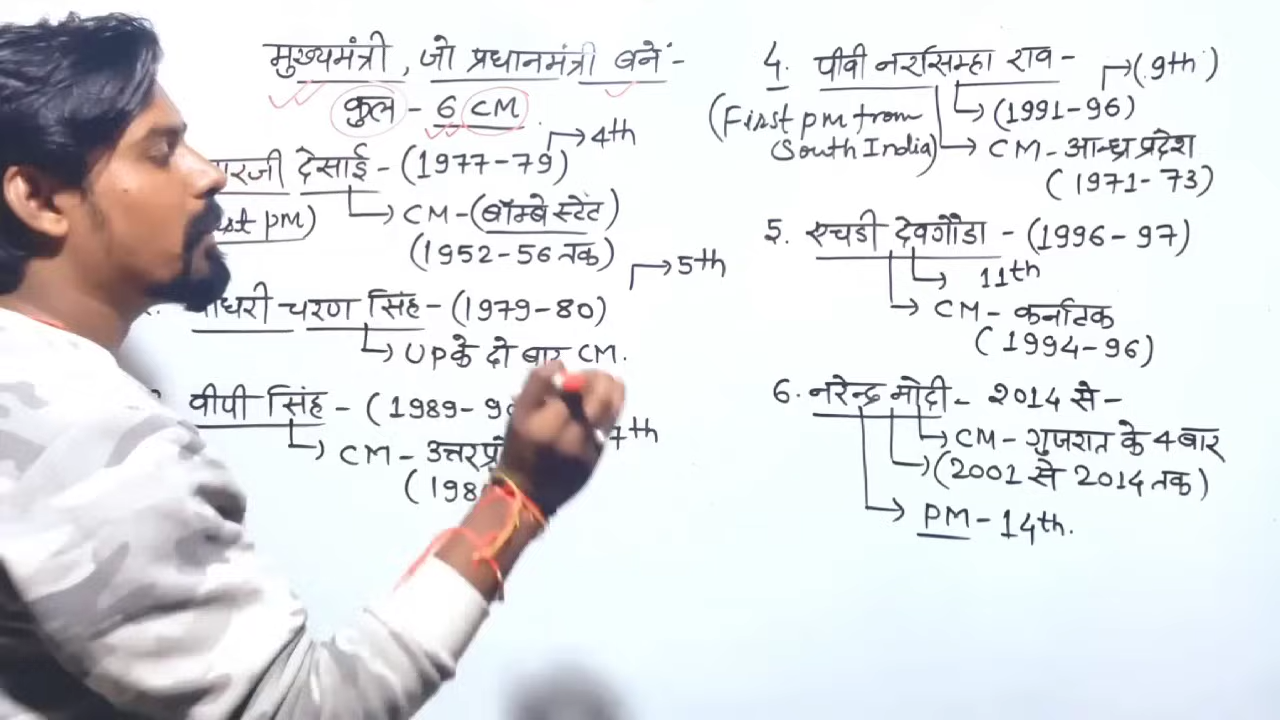 मुख्यमंत्री, जो प्रधानमंत्री बने -
कुल - 6 CM
देसाई - (1977-79)
4th
pm)
CM - (बॉम्बे स्टेट)
(1952-56 तक)
चरण सिंह - (1979-80)
5th
UP के दो बार CM.
वीपी सिंह - (1989-
7th
CM -
4. पीवी नरसिम्हा राव -
(9th)
(1991-96)
(First pm from
South India)
CM - आन्ध्र प्रदेश
(1971-73)
5. एचडी देवगौडा - (1996-97)
11th
CM - कर्नाटक
(1994-96)
6. नरेन्द्र मोदी - 2014 से -
CM - गुजरात के 4 बार
(2001 से 2014 तक)
PM - 14th.